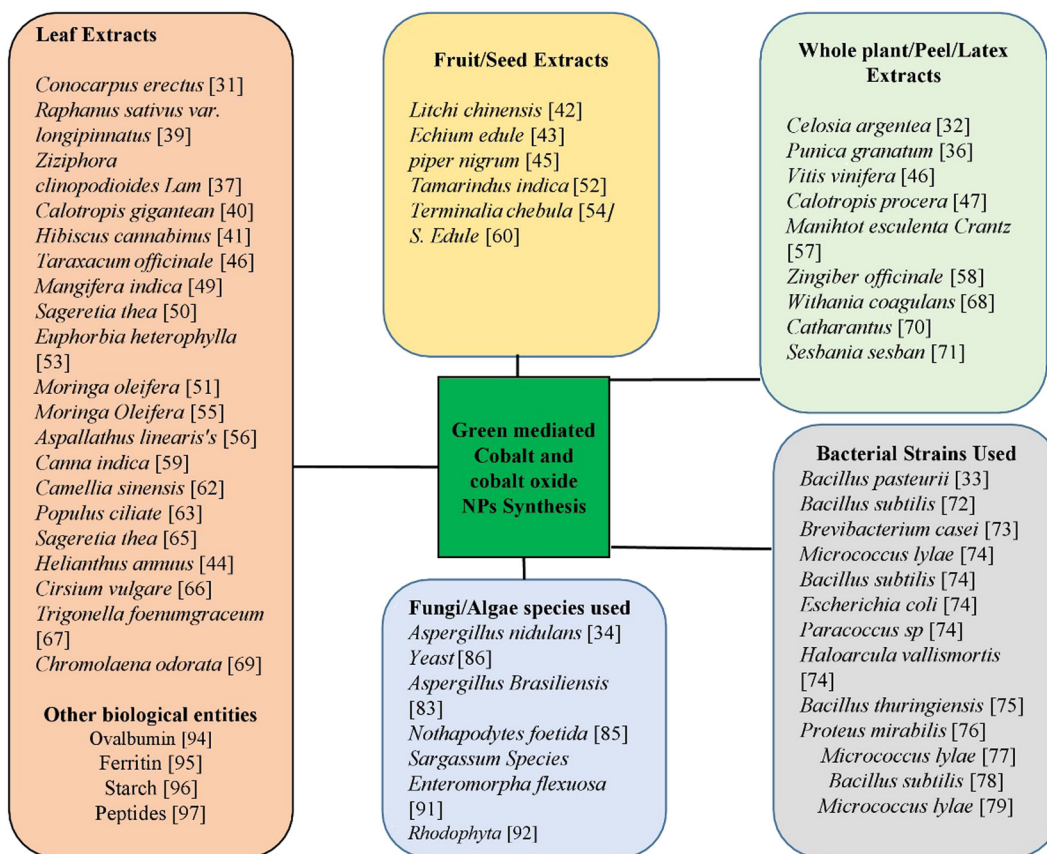 Leaf Extracts
Conocarpus erectus [31]
Raphanus sativus var.
longipinnatus [39]
Ziziphora
clinopodioides Lam [37]
Calotropis gigantean [40]
Hibiscus cannabinus [41]
Taraxacum officinale [46]
Mangifera indica [49]
Sageretia thea [50]
Euphorbia heterophylla
[53]
Moringa oleifera [51]
Moringa Oleifera [55]
Aspallathus linearis's [56]
Canna indica [59]
Camellia sinensis [62]
Populus ciliate [63]
Sageretia thea [65]
Helianthus annuus [44]
Cirsium vulgare [66]
Trigonella foenumgraceum
[67]
Chromolaena odorata [69]
Other biological entities
Ovalbumin [94]
Ferritin [95]
Starch [96]
Peptides [97]
Fruit/Seed Extracts
Litchi chinensis [42]
Echium edule [43]
piper nigrum [45]
Tamarindus indica [52]
Terminalia chebula [54/
S. Edule [60]
Green mediated
Cobalt and
cobalt oxide
NPs Synthesis
Fungi/Algae species used
Aspergillus nidulans [34]
Yeast [86]
Aspergillus Brasiliensis
[83]
Nothapodytes foetida [85]
Sargassum Species
Enteromorpha flexuosa
[91]
Rhodophyta [92]
Whole plant/Peel/Latex
Extracts
Celosia argentea [32]
Punica granatum [36]
Vitis vinifera [46]
Calotropis procera [47]
Manihtot esculenta Crantz
[57]
Zingiber officinale [58]
Withania coagulans [68]
Catharantus [70]
Sesbania sesban [71]
Bacterial Strains Used
Bacillus pasteurii [33]
Bacillus subtilis [72]
Brevibacterium casei [73]
Micrococcus lylae [74]
Bacillus subtilis [74]
Escherichia coli [74]
Paracoccus sp [74]
Haloarcula vallismortis
[74]
Bacillus thuringiensis [75]
Proteus mirabilis [76]
Micrococcus lylae [77]
Bacillus subtilis [78]
Micrococcus lylae [79]